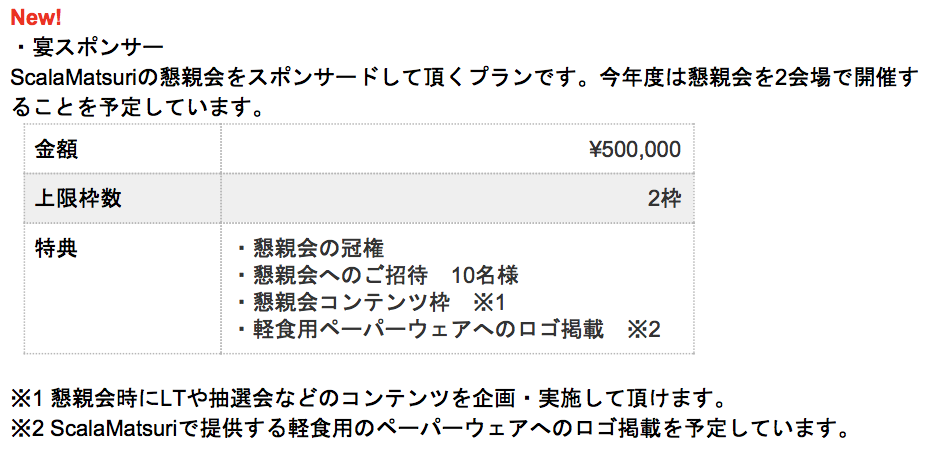 New!
・宴スポンサー
ScalaMatsuriの懇親会をスポンサードして頂くプランです。今年度は懇親会を2会場で開催す
ることを予定しています。
金額 ¥500,000
上限枠数 2枠
特典 ・懇親会の冠権
・懇親会へのご招待　10名様
・懇親会コンテンツ枠　※1
・軽食用ペーパーウェアへのロゴ掲載　※2
※1 懇親会時にLTや抽選会などのコンテンツを企画・実施して頂けます。
※2 ScalaMatsuriで提供する軽食用のペーパーウェアへのロゴ掲載を予定しています。